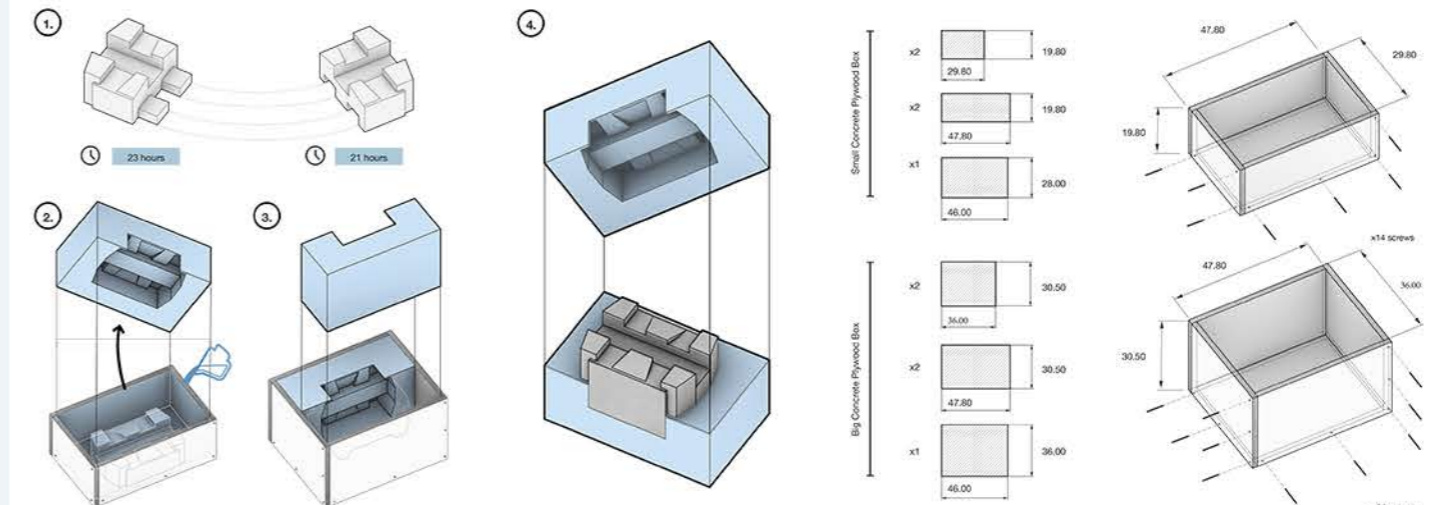 1.
23 hours
21 hours
2.
3.
4.
Small Concrete Plywood Box
x2
19.80
29.80
x2
19.80
47.80
x1
28.00
46.00
Big Concrete Plywood Box
x2
30.50
36.00
x2
30.50
47.80
x1
36.00
46.00
47.80
29.80
19.80
x14 screws
47.80
36.00
30.50